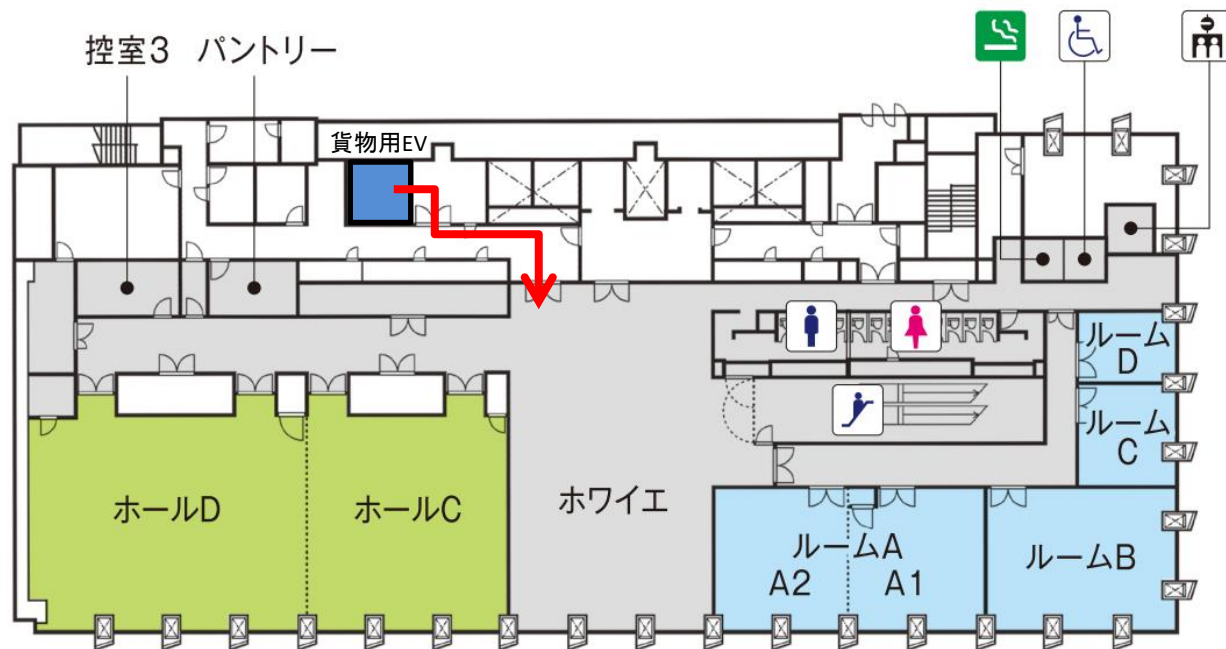 控室3 パントリー
貨物用EV
ルーム
D
ルーム
C
ホールD
ホールC
ホワイエ
ルームA
A2
A1
ルームB